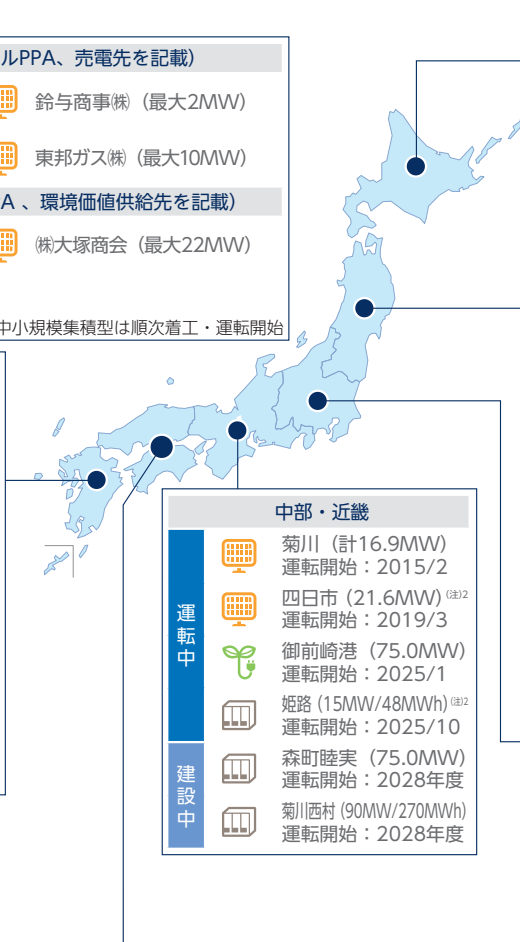 ルPPA、売電先を記載)
鈴与商事㈱（最大2MW）
東邦ガス㈱（最大10MW）
A 、環境価値供給先を記載)
㈱大塚商会（最大22MW）
中小規模集積型は順次着工・運転開始
中部・近畿
運転中
菊川（計16.9MW）
運転開始：2015/2
四日市（21.6MW）(注)2
運転開始：2019/3
御前崎港（75.0MW）
運転開始：2025/1
姫路（15MW/48MWh）(注)2
運転開始：2025/10
建設中
森町睦実（75.0MW）
運転開始：2028年度
菊川西村（90MW/270MWh）
運転開始：2028年度